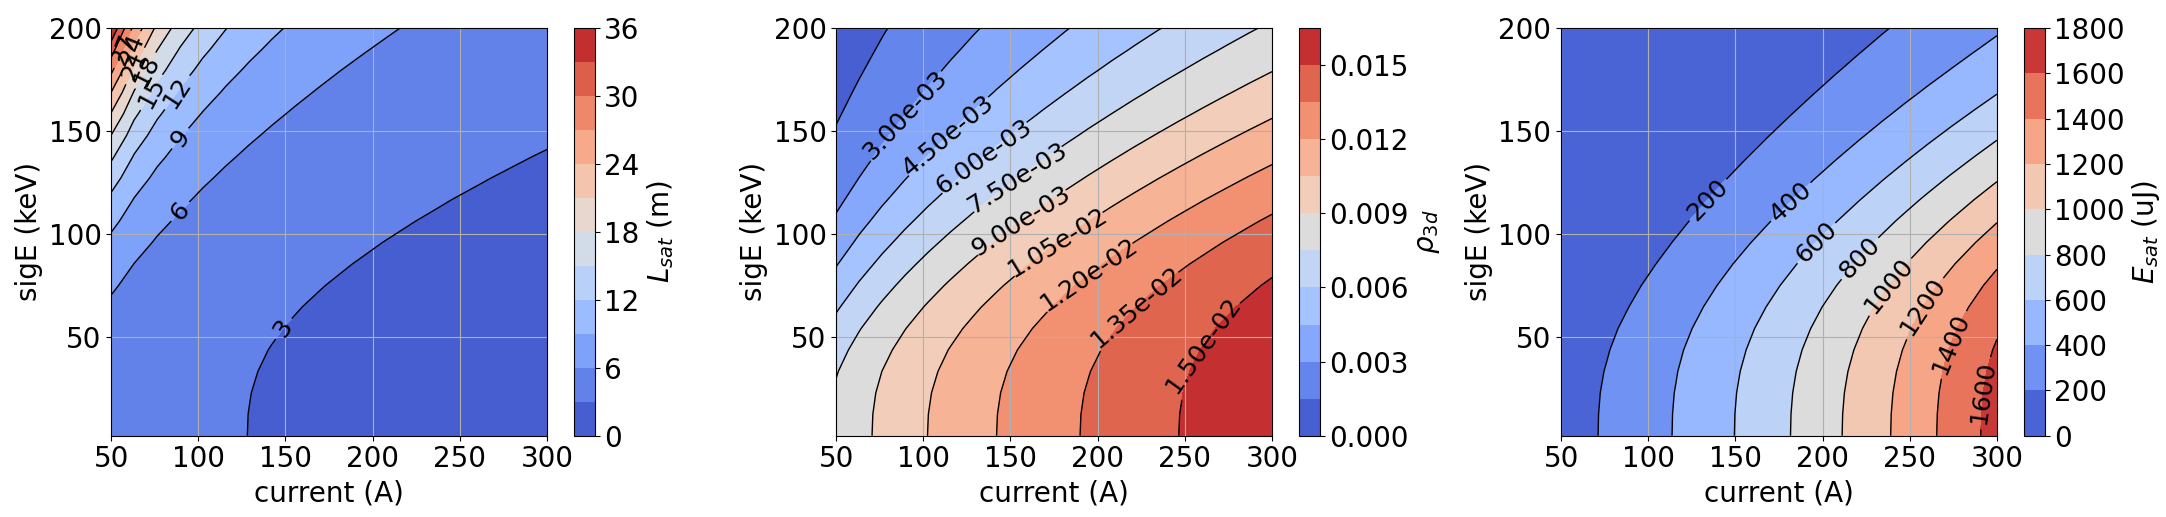 200
150
100
50
sigE (keV)
50 100 150 200 250 300
current (A)
27
24
21
18
15
12
9
6
3
36
30
24
18
12
6
0
L_sat (m)
200
150
100
50
sigE (keV)
50 100 150 200 250 300
current (A)
3.00e-03
4.50e-03
6.00e-03
7.50e-03
9.00e-03
1.05e-02
1.20e-02
1.35e-02
1.50e-02
0.015
0.012
0.009
0.006
0.003
0.000
ρ_3d
200
150
100
50
sigE (keV)
50 100 150 200 250 300
current (A)
200
400
600
800
1000
1200
1400
1600
1800
1600
1400
1200
1000
800
600
400
200
0
E_sat (uJ)